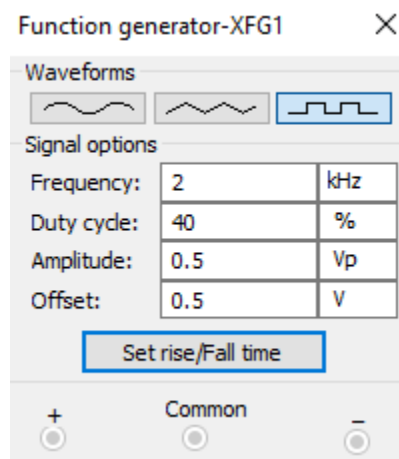 Function generator-XFG1
Waveforms
Signal options
Frequency: 2 kHz
Duty cycle: 40 %
Amplitude: 0.5 Vp
Offset: 0.5 V
Set rise/Fall time
+ Common −